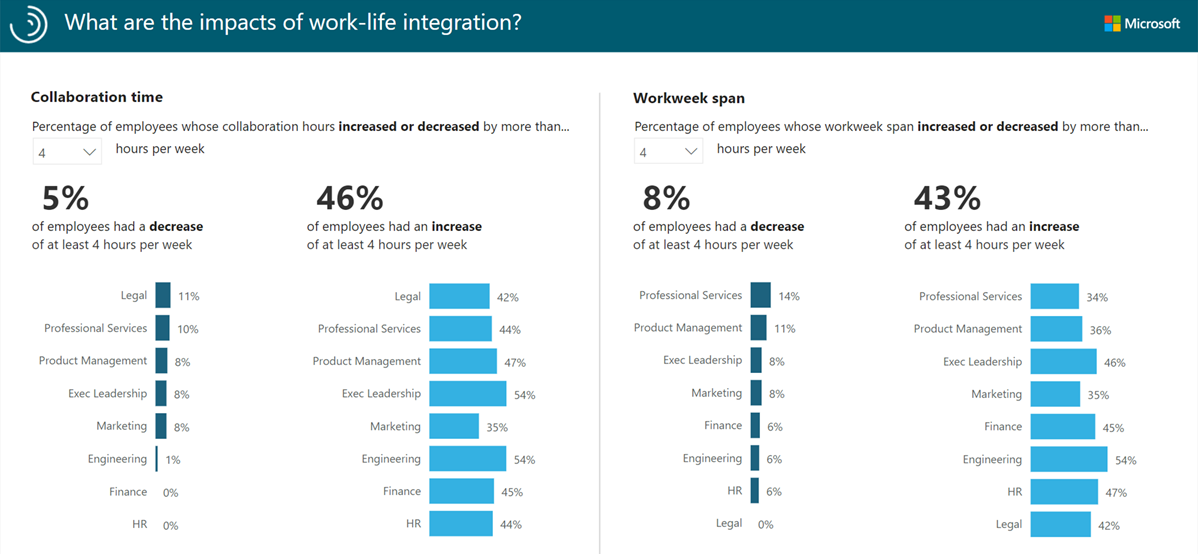 What are the impacts of work-life integration?
Microsoft
Collaboration time
Percentage of employees whose collaboration hours increased or decreased by more than...
4
hours per week
5%
of employees had a decrease
of at least 4 hours per week
Legal 11%
Professional Services 10%
Product Management 8%
Exec Leadership 8%
Marketing 8%
Engineering 1%
Finance 0%
HR 0%
46%
of employees had an increase
of at least 4 hours per week
Legal 42%
Professional Services 44%
Product Management 47%
Exec Leadership 54%
Marketing 35%
Engineering 54%
Finance 45%
HR 44%
Workweek span
Percentage of employees whose workweek span increased or decreased by more than...
4
hours per week
8%
of employees had a decrease
of at least 4 hours per week
Professional Services 14%
Product Management 11%
Exec Leadership 8%
Marketing 8%
Finance 6%
Engineering 6%
HR 6%
Legal 0%
43%
of employees had an increase
of at least 4 hours per week
Professional Services 34%
Product Management 36%
Exec Leadership 46%
Marketing 35%
Finance 45%
Engineering 54%
HR 47%
Legal 42%